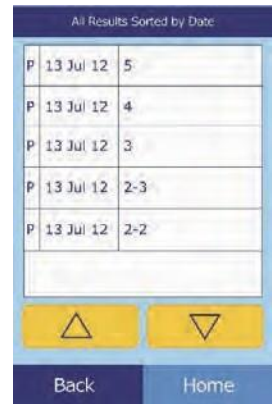 All Results Sorted by Date
P 13 Jul 12 5
P 13 Jul 12 4
P 13 Jul 12 3
P 13 Jul 12 2-3
P 13 Jul 12 2-2
Back Home